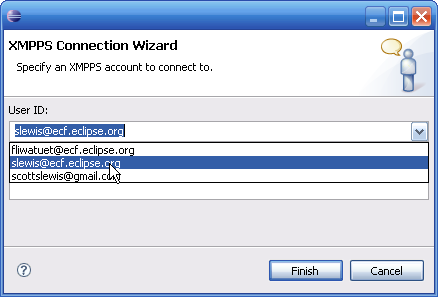 XMPPS Connection Wizard
Specify an XMPPS account to connect to.
User ID:
slewis@ecf.eclipse.org
fliwatuet@ecf.eclipse.org
slewis@ecf.eclipse.org
scottslewis@gmail.com
Finish
Cancel